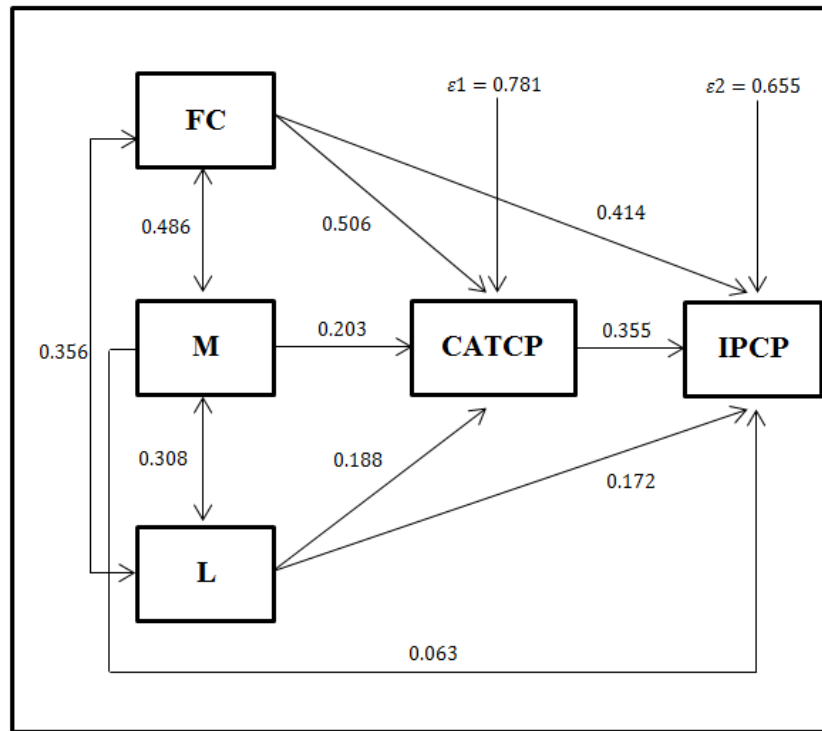 ε1 = 0.781
ε2 = 0.655
FC
0.486
0.506
0.414
0.356
M
0.203
CATCP
0.355
IPCP
0.308
0.188
0.172
L
0.063